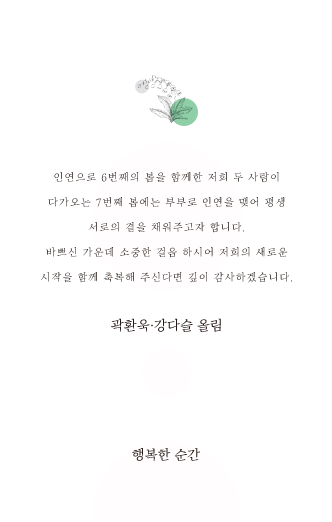 인연으로 6번째의 봄을 함께한 저희 두 사람이
다가오는 7번째 봄에는 부부로 인연을 맺어 평생
서로의 곁을 채워주고자 합니다.
바쁘신 가운데 소중한 걸음 하시어 저희의 새로운
시작을 함께 축복해 주신다면 깊이 감사하겠습니다.
곽환욱·강다슬 올림
행복한 순간